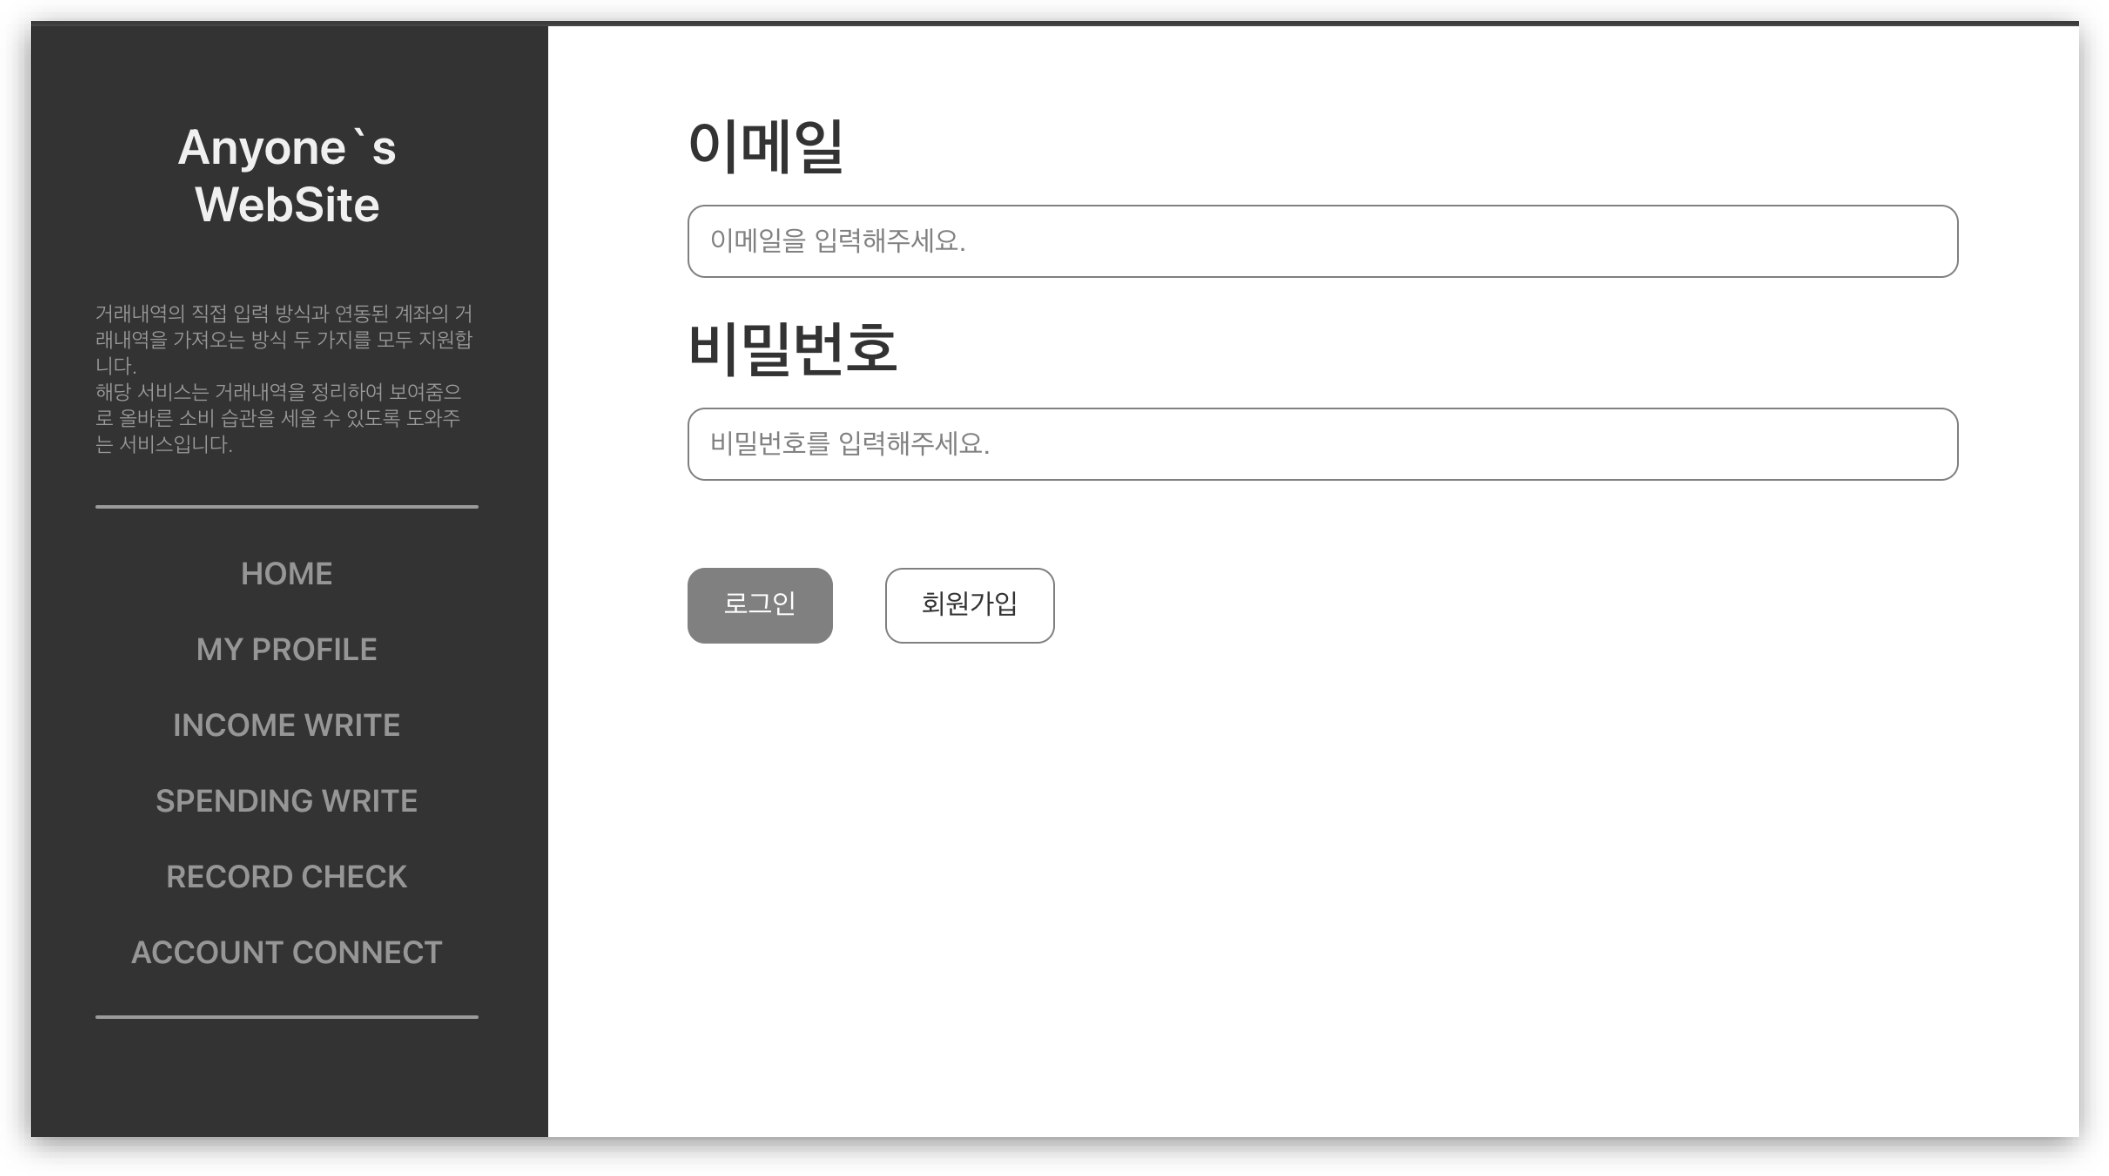 Anyone`s
WebSite
거래내역의 직접 입력 방식과 연동된 계좌의 거
래내역을 가져오는 방식 두 가지를 모두 지원합
니다.
해당 서비스는 거래내역을 정리하여 보여줌으
로 올바른 소비 습관을 세울 수 있도록 도와주
는 서비스입니다.
HOME
MY PROFILE
INCOME WRITE
SPENDING WRITE
RECORD CHECK
ACCOUNT CONNECT
이메일
이메일을 입력해주세요.
비밀번호
비밀번호를 입력해주세요.
로그인
회원가입